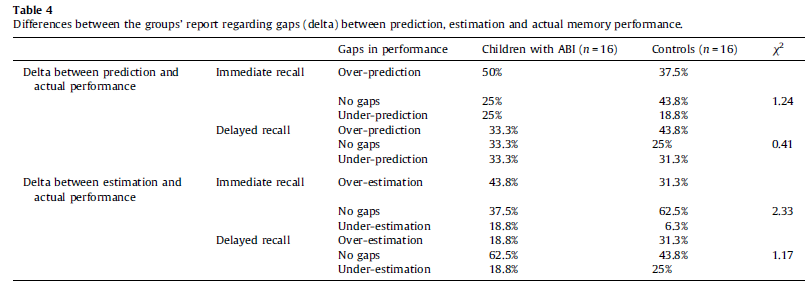 Table 4
Differences between the groups' report regarding gaps (delta) between prediction, estimation and actual memory performance.
Gaps in performance Children with ABI (n = 16) Controls (n = 16) χ2
Delta between prediction and Immediate recall Over-prediction 50% 37.5%
actual performance
No gaps 25% 43.8% 1.24
Under-prediction 25% 18.8%
Delayed recall Over-prediction 33.3% 43.8%
No gaps 33.3% 25% 0.41
Under-prediction 33.3% 31.3%
Delta between estimation and Immediate recall Over-estimation 43.8% 31.3%
actual performance
No gaps 37.5% 62.5% 2.33
Under-estimation 18.8% 6.3%
Delayed recall Over-estimation 18.8% 31.3%
No gaps 62.5% 43.8% 1.17
Under-estimation 18.8% 25%